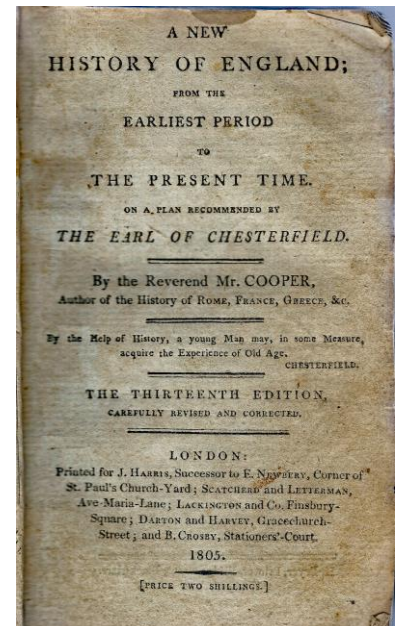 A NEW
HISTORY OF ENGLAND;
FROM THE
EARLIEST PERIOD
TO
THE PRESENT TIME.
ON A PLAN RECOMMENDED BY
THE EARL OF CHESTERFIELD.
By the Reverend Mr. COOPER,
Author of the History of ROME, FRANCE, GREECE, &c.
By the Help of History, a young Man may, in some Measure,
acquire the Experience of Old Age.
CHESTERFIELD.
THE THIRTEENTH EDITION,
CAREFULLY REVISED AND CORRECTED.
LONDON:
Printed for J. HARRIS, Successor to E. NEWBERY, Corner of
St. Paul's Church-Yard; SCATCHERD and LETTERMAN,
Ave-Maria-Lane; LACKINGTON and Co. Finsbury-
Square; DARTON and HARVEY, Gracechurch-
Street; and B. CROSBY, Stationers'-Court.
1805.
[PRICE TWO SHILLINGS.]